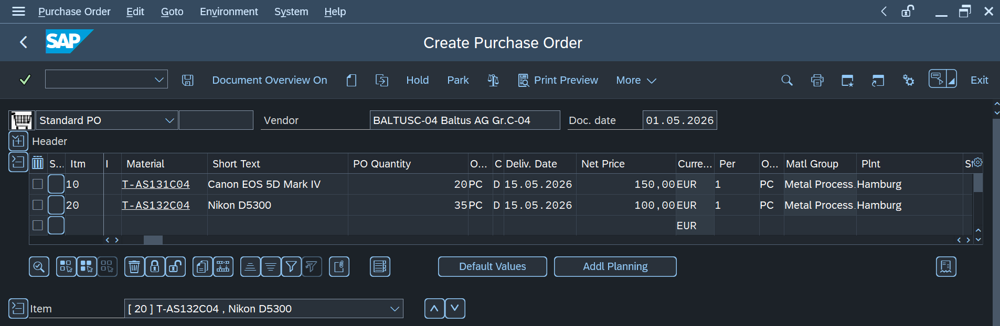 Purchase Order Edit Goto Environment System Help
SAP Create Purchase Order
Document Overview On Hold Park Print Preview More Exit
Standard PO Vendor BALTUSC-04 Baltus AG Gr.C-04 Doc. date 01.05.2026
Header
S... Itm I Material Short Text PO Quantity O... C Deliv. Date Net Price Curre... Per O... Matl Group Plnt St
10 T-AS131C04 Canon EOS 5D Mark IV 20 PC D 15.05.2026 150,00 EUR 1 PC Metal Process... Hamburg
20 T-AS132C04 Nikon D5300 35 PC D 15.05.2026 100,00 EUR 1 PC Metal Process... Hamburg
EUR
Default Values Addl Planning
Item [ 20 ] T-AS132C04 , Nikon D5300